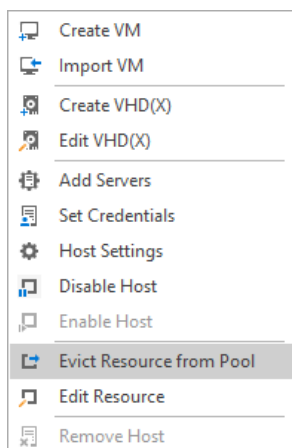 Create VM
Import VM
Create VHD(X)
Edit VHD(X)
Add Servers
Set Credentials
Host Settings
Disable Host
Enable Host
Evict Resource from Pool
Edit Resource
Remove Host